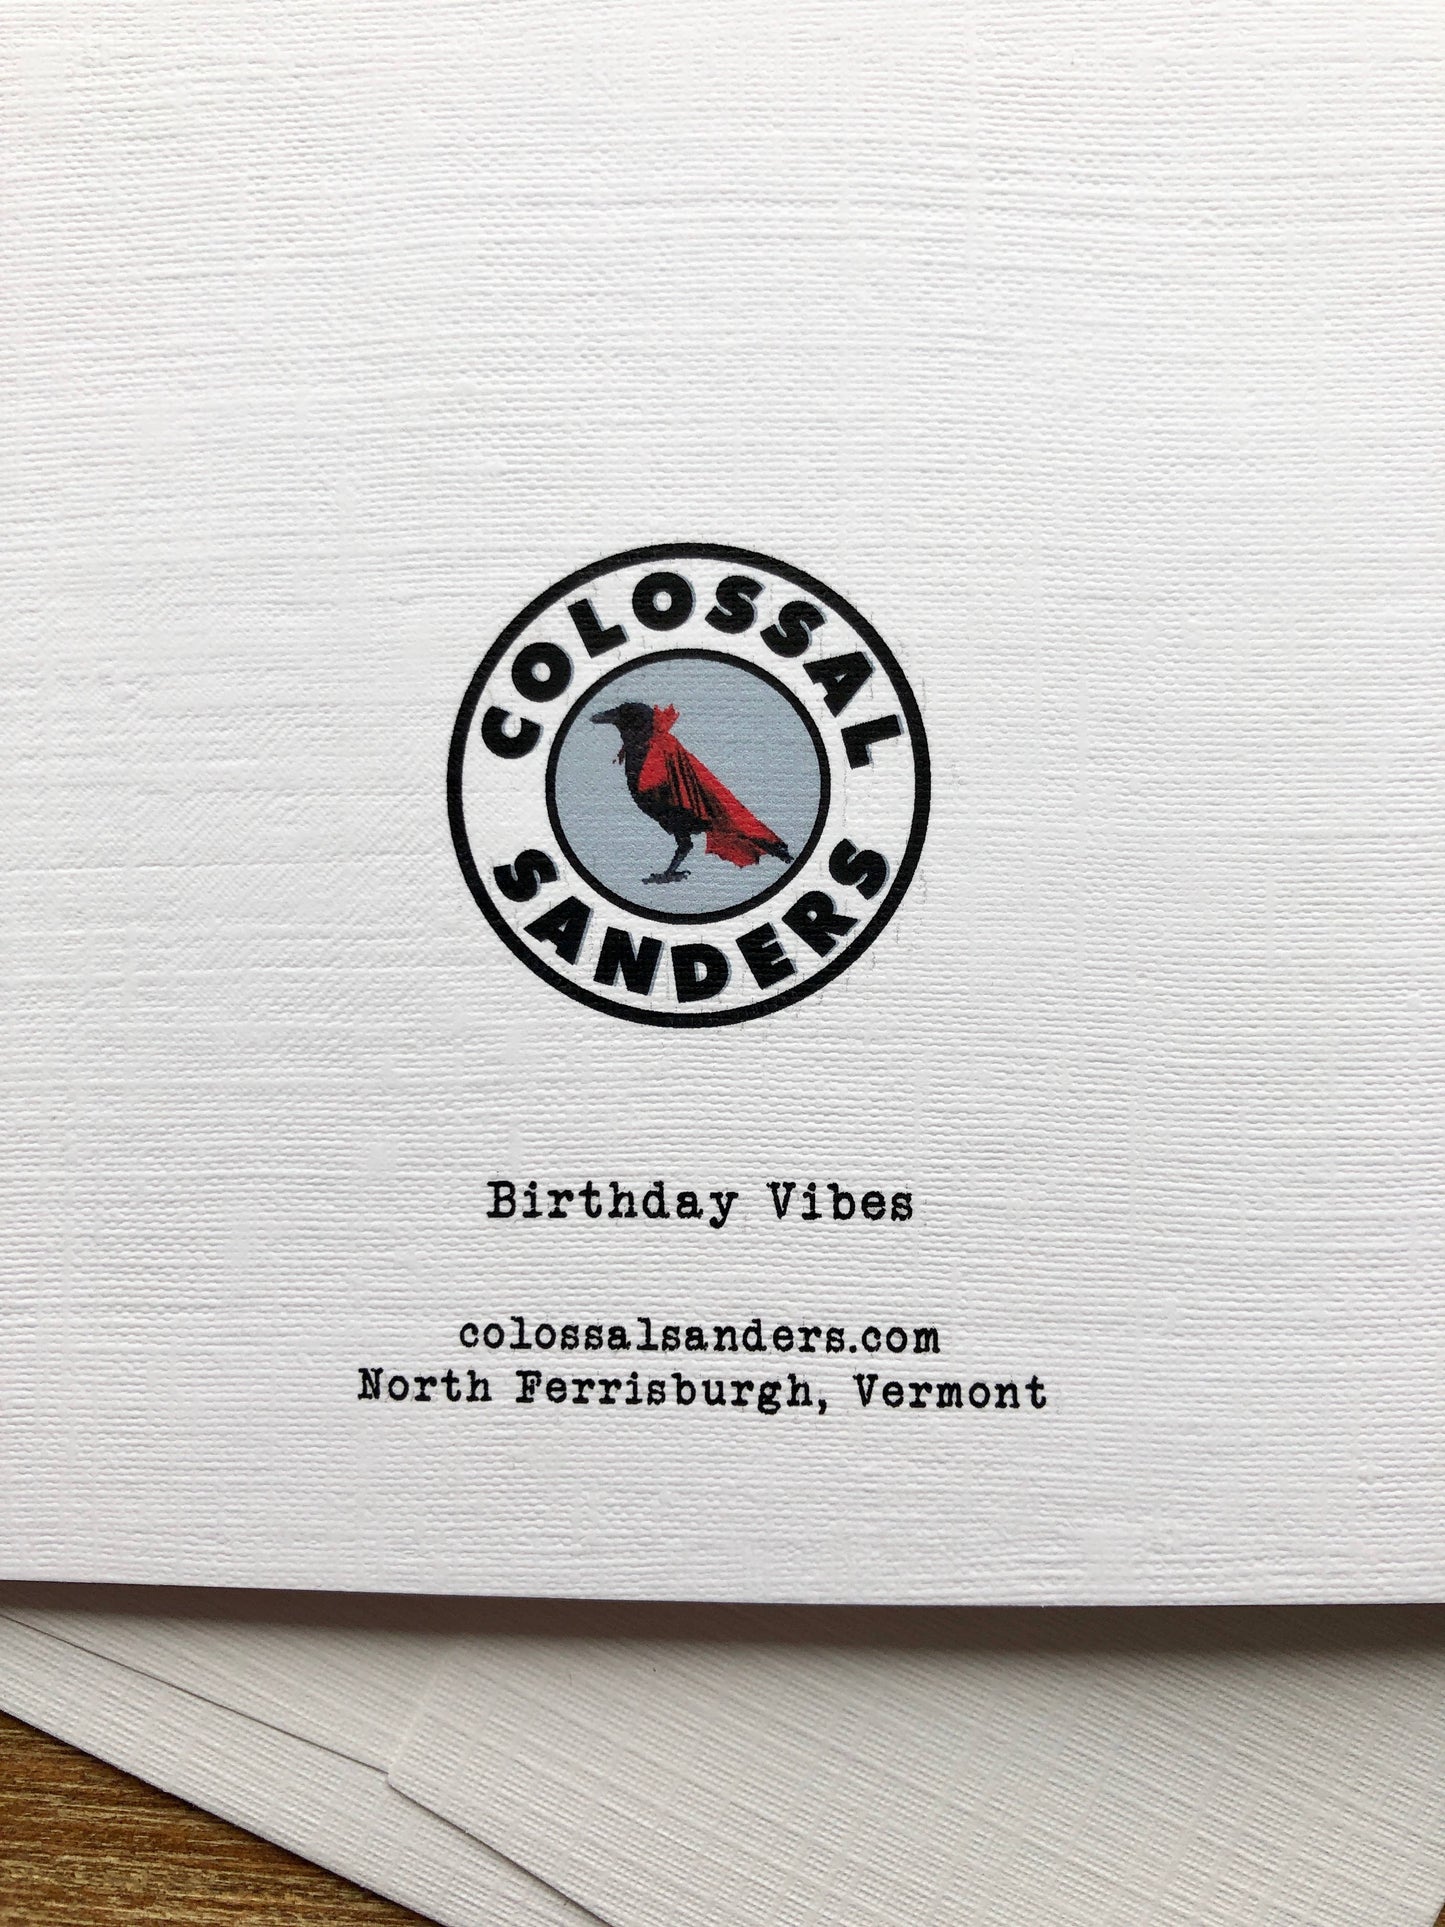 COLOSSAL
SANDERS
Birthday Vibes
colossalsanders.com
North Ferrisburgh, Vermont